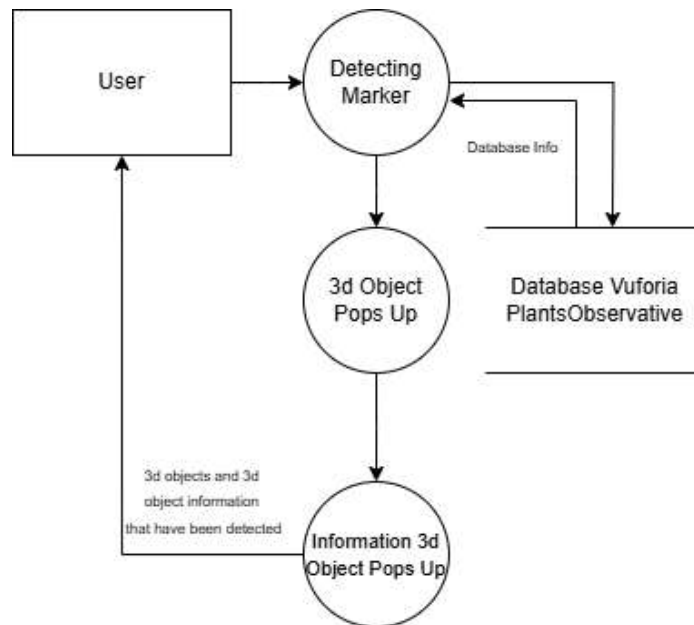 User
Detecting
Marker
Database Info
3d Object
Pops Up
Database Vuforia
PlantsObservative
3d objects and 3d
object information
that have been detected
Information 3d
Object Pops Up